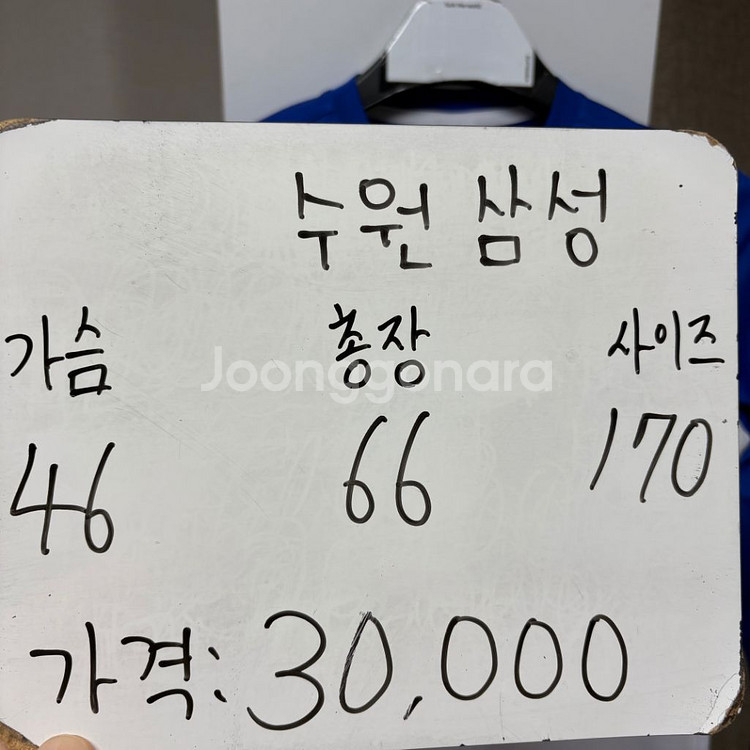 수원 삼성
가슴 총장 사이즈
Joonggonara
46 66 170
가격: 30,000